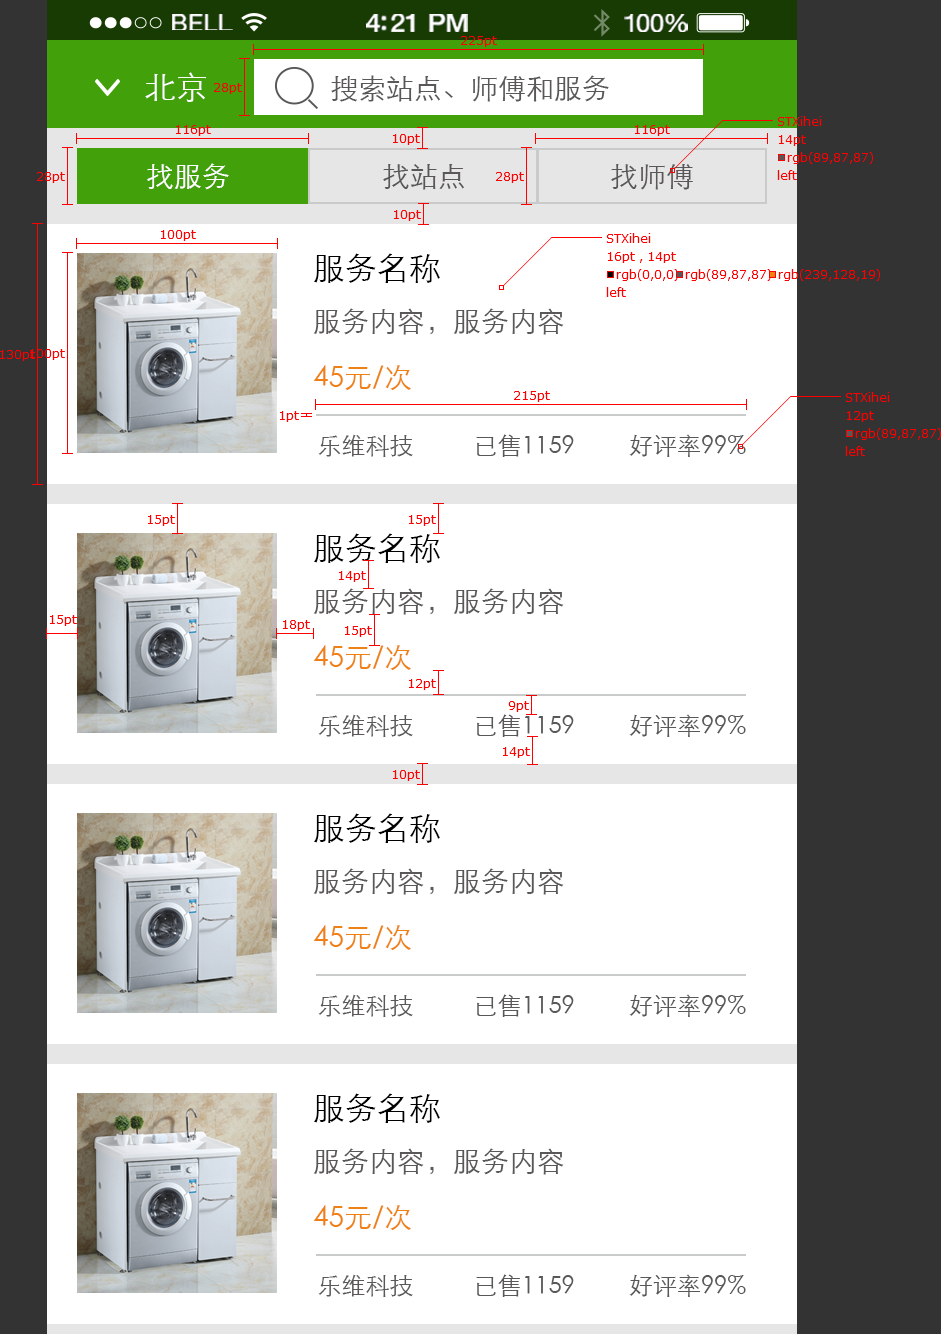 BELL 4:21 PM 100%
225pt
北京 28pt 搜索站点、师傅和服务
116pt 10pt 116pt
STXihei
14pt
rgb(89,87,87)
left
28pt 找服务 找站点 28pt 找师傅
10pt
100pt
STXihei
16pt , 14pt
rgb(0,0,0) rgb(89,87,87) rgb(239,128,19)
left
服务名称
服务内容，服务内容
130pt 100pt
45元/次
215pt
1pt
STXihei
12pt
rgb(89,87,87)
left
乐维科技 已售1159 好评率99%
15pt 15pt
服务名称
14pt
服务内容，服务内容
15pt 18pt 15pt
45元/次
12pt
9pt
乐维科技 已售1159 好评率99%
14pt
10pt
服务名称
服务内容，服务内容
45元/次
乐维科技 已售1159 好评率99%
服务名称
服务内容，服务内容
45元/次
乐维科技 已售1159 好评率99%